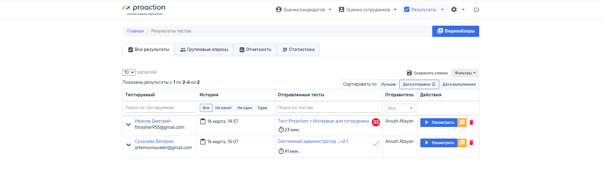 proaction
Оценка кандидатов
Оценка сотрудников
Результаты
Главная / Результаты тестов
Видеообзоры
Все результаты
Групповые опросы
Отчетность
Статистика
10 записей
Сохранить список
Фильтры
Показаны результаты с 1 по 2-й из 2
Сортировать по Лучшие Дата отправки Дата выполнения
Тестируемый История Отправленные тесты Отправитель Действия
Поиск по тестируемым Все Не начат Не сдан Сдан Поиск по тестам Все
Иванов Дмитрий
16 марта, 14:57
Тест Proaction + Интервью для сотрудника
33
Anush Atayan
Посмотреть
fhrosher955@gmail.com
23 мин.
Сукачева Валерия
16 марта, 15:07
Системный администратор ... v2.1
Anush Atayan
Посмотреть
artemovnavaleri@gmail.com
41 мин.